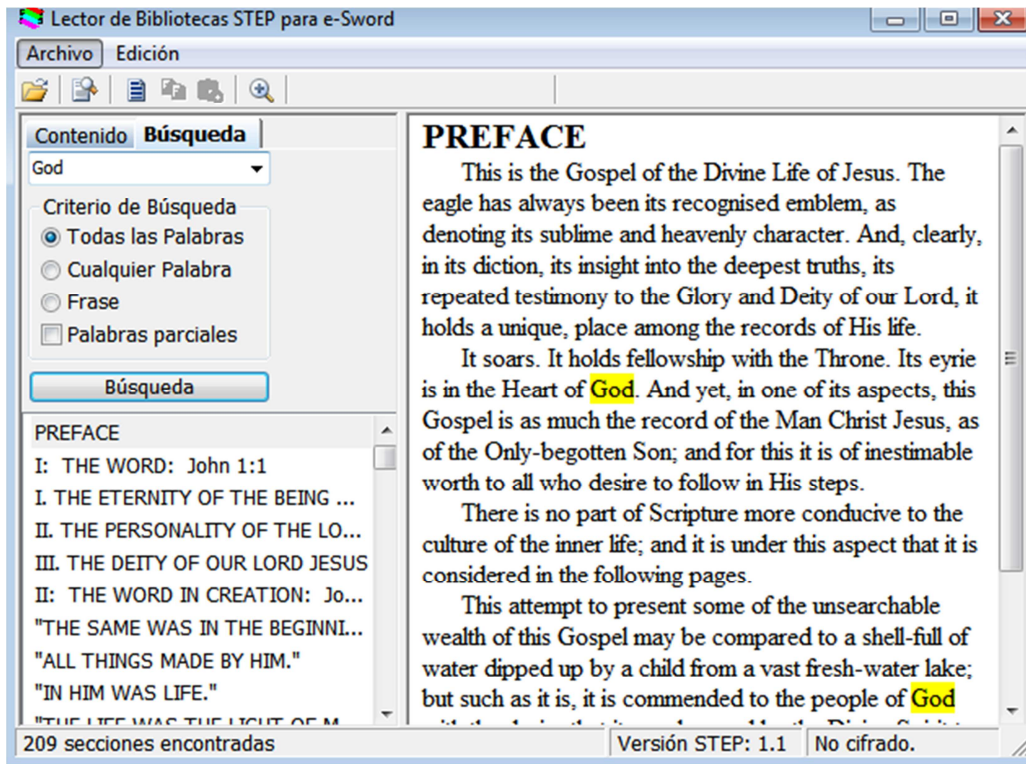 Lector de Bibliotecas STEP para e-Sword
Archivo Edición
Contenido Búsqueda
God
Criterio de Búsqueda
Todas las Palabras
Cualquier Palabra
Frase
Palabras parciales
Búsqueda
PREFACE
I: THE WORD: John 1:1
I. THE ETERNITY OF THE BEING ...
II. THE PERSONALITY OF THE LO...
III. THE DEITY OF OUR LORD JESUS
II: THE WORD IN CREATION: Jo...
"THE SAME WAS IN THE BEGINNI...
"ALL THINGS MADE BY HIM."
"IN HIM WAS LIFE."
"THE LIFE WAS THE LIGHT OF M...
PREFACE
This is the Gospel of the Divine Life of Jesus. The
eagle has always been its recognised emblem, as
denoting its sublime and heavenly character. And, clearly,
in its diction, its insight into the deepest truths, its
repeated testimony to the Glory and Deity of our Lord, it
holds a unique, place among the records of His life.
It soars. It holds fellowship with the Throne. Its eyrie
is in the Heart of God. And yet, in one of its aspects, this
Gospel is as much the record of the Man Christ Jesus, as
of the Only-begotten Son; and for this it is of inestimable
worth to all who desire to follow in His steps.
There is no part of Scripture more conducive to the
culture of the inner life; and it is under this aspect that it is
considered in the following pages.
This attempt to present some of the unsearchable
wealth of this Gospel may be compared to a shell-full of
water dipped up by a child from a vast fresh-water lake;
but such as it is, it is commended to the people of God
209 secciones encontradas
Versión STEP: 1.1
No cifrado.